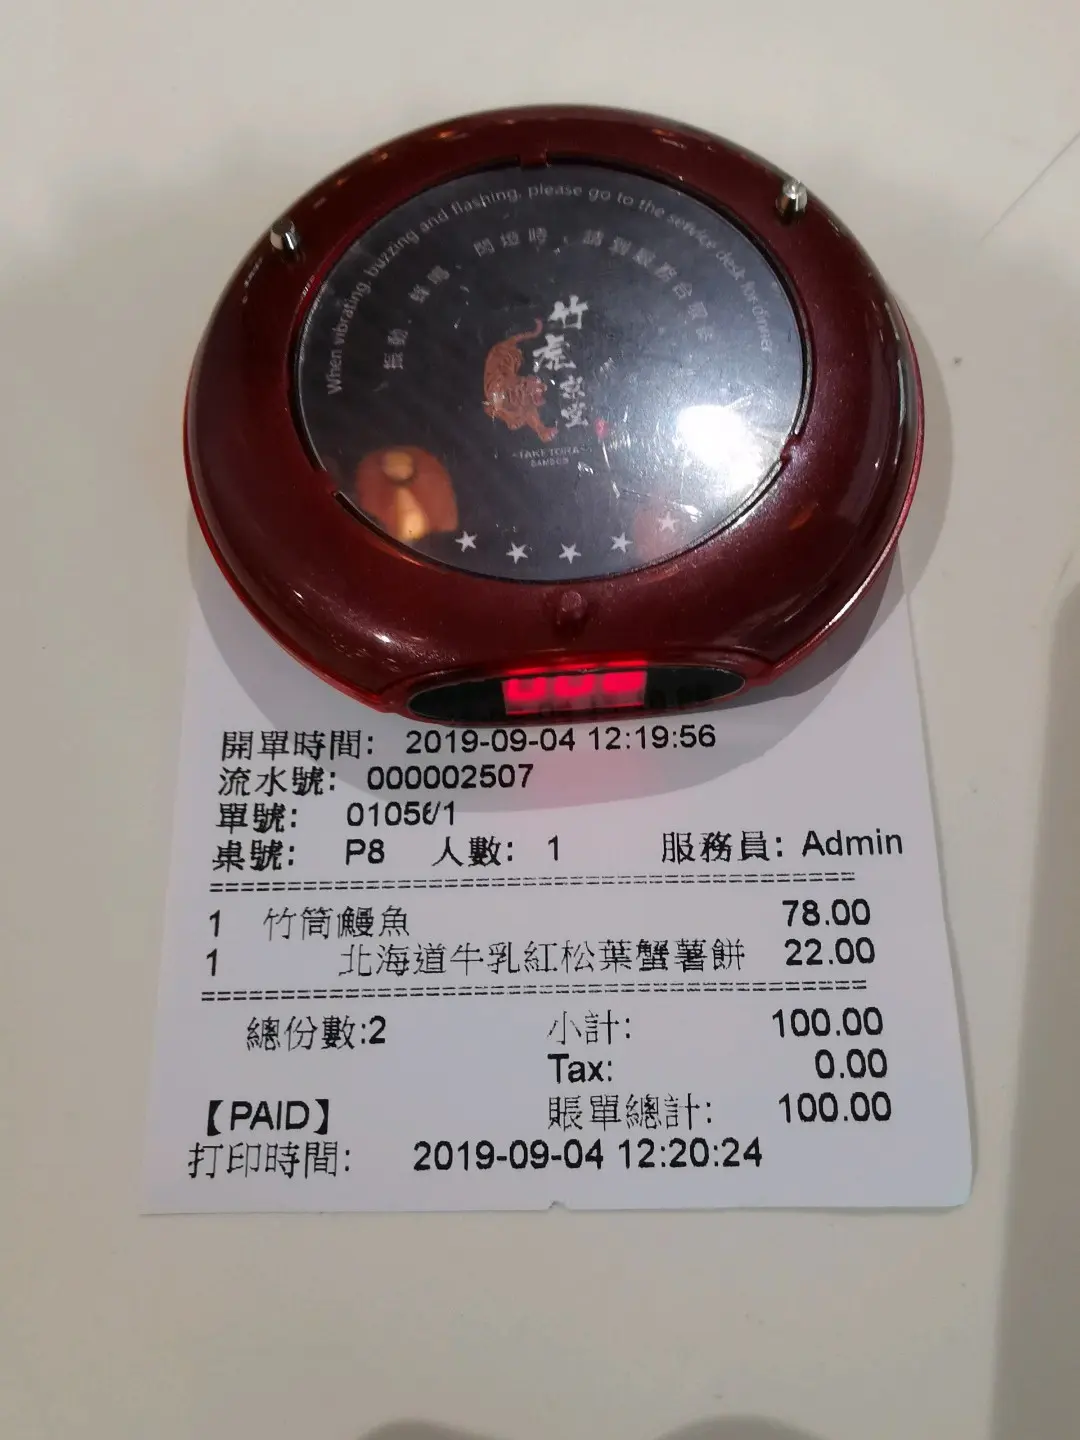 When vibrating, buzzing and flashing, please go to the service desk for dinner
振動、蜂鳴、閃燈時，請到服務台取餐
竹虎
TAKETORA
開單時間: 2019-09-04 12:19:56
流水號: 000002507
單號:
桌號: P8 人數: 1 服務員: Admin
1 竹筒鰻魚 78.00
1 北海道牛乳紅松葉蟹薯餅 22.00
總份數:2 小計: 100.00
Tax: 0.00
【PAID】 賬單總計: 100.00
打印時間: 2019-09-04 12:20:24